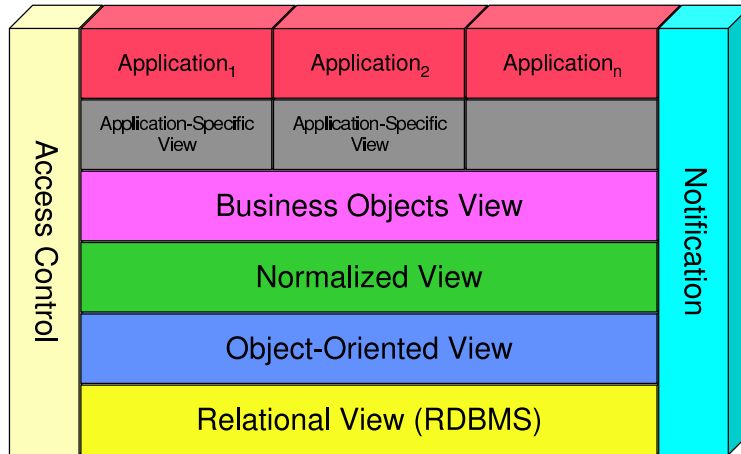 Access Control
Application₁
Application₂
Applicationₙ
Application-Specific
View
Application-Specific
View
Business Objects View
Normalized View
Object-Oriented View
Relational View (RDBMS)
Notification